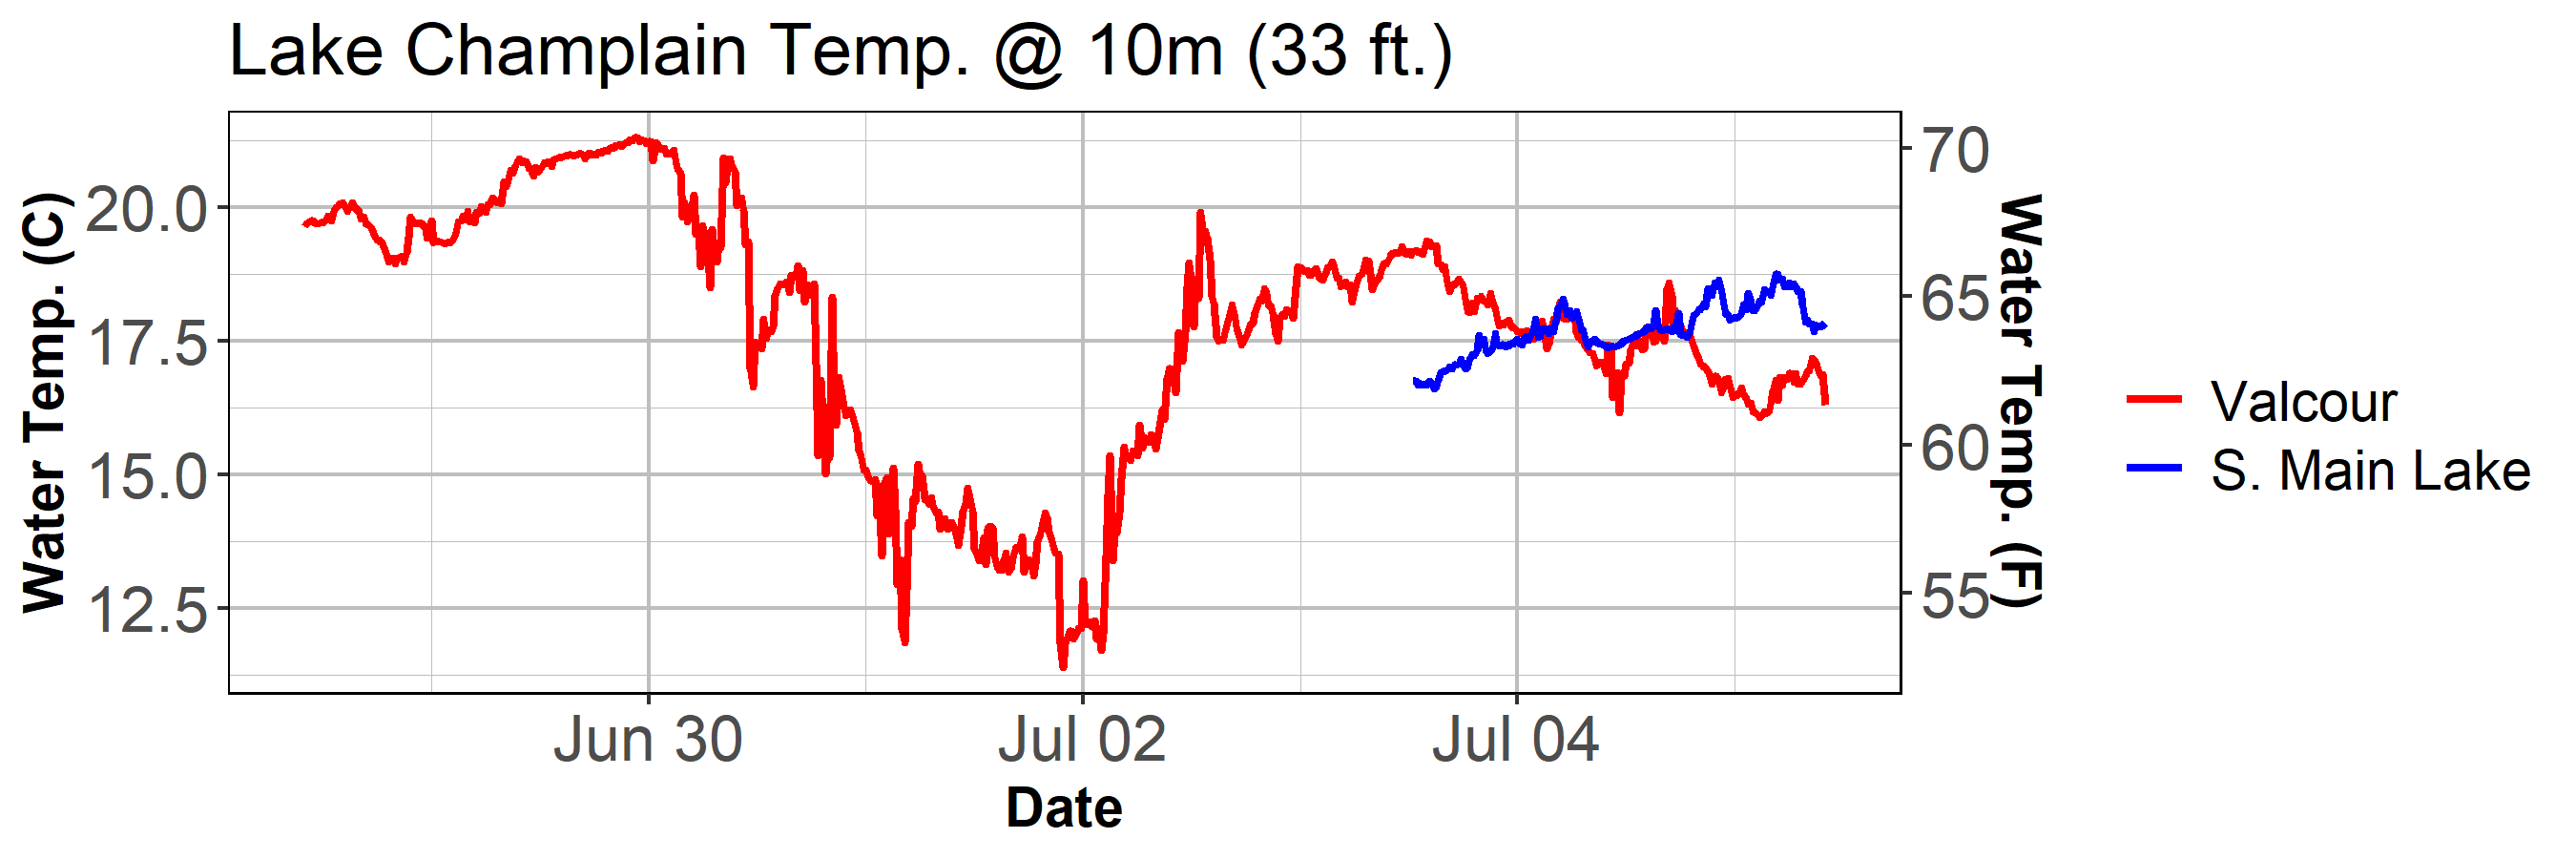 Lake Champlain Temp. @ 10m (33 ft.)
Water Temp. (C)
20.0
17.5
15.0
12.5
70
65
60
55
Water Temp. (F)
Jun 30
Jul 02
Jul 04
Date
Valcour
S. Main Lake